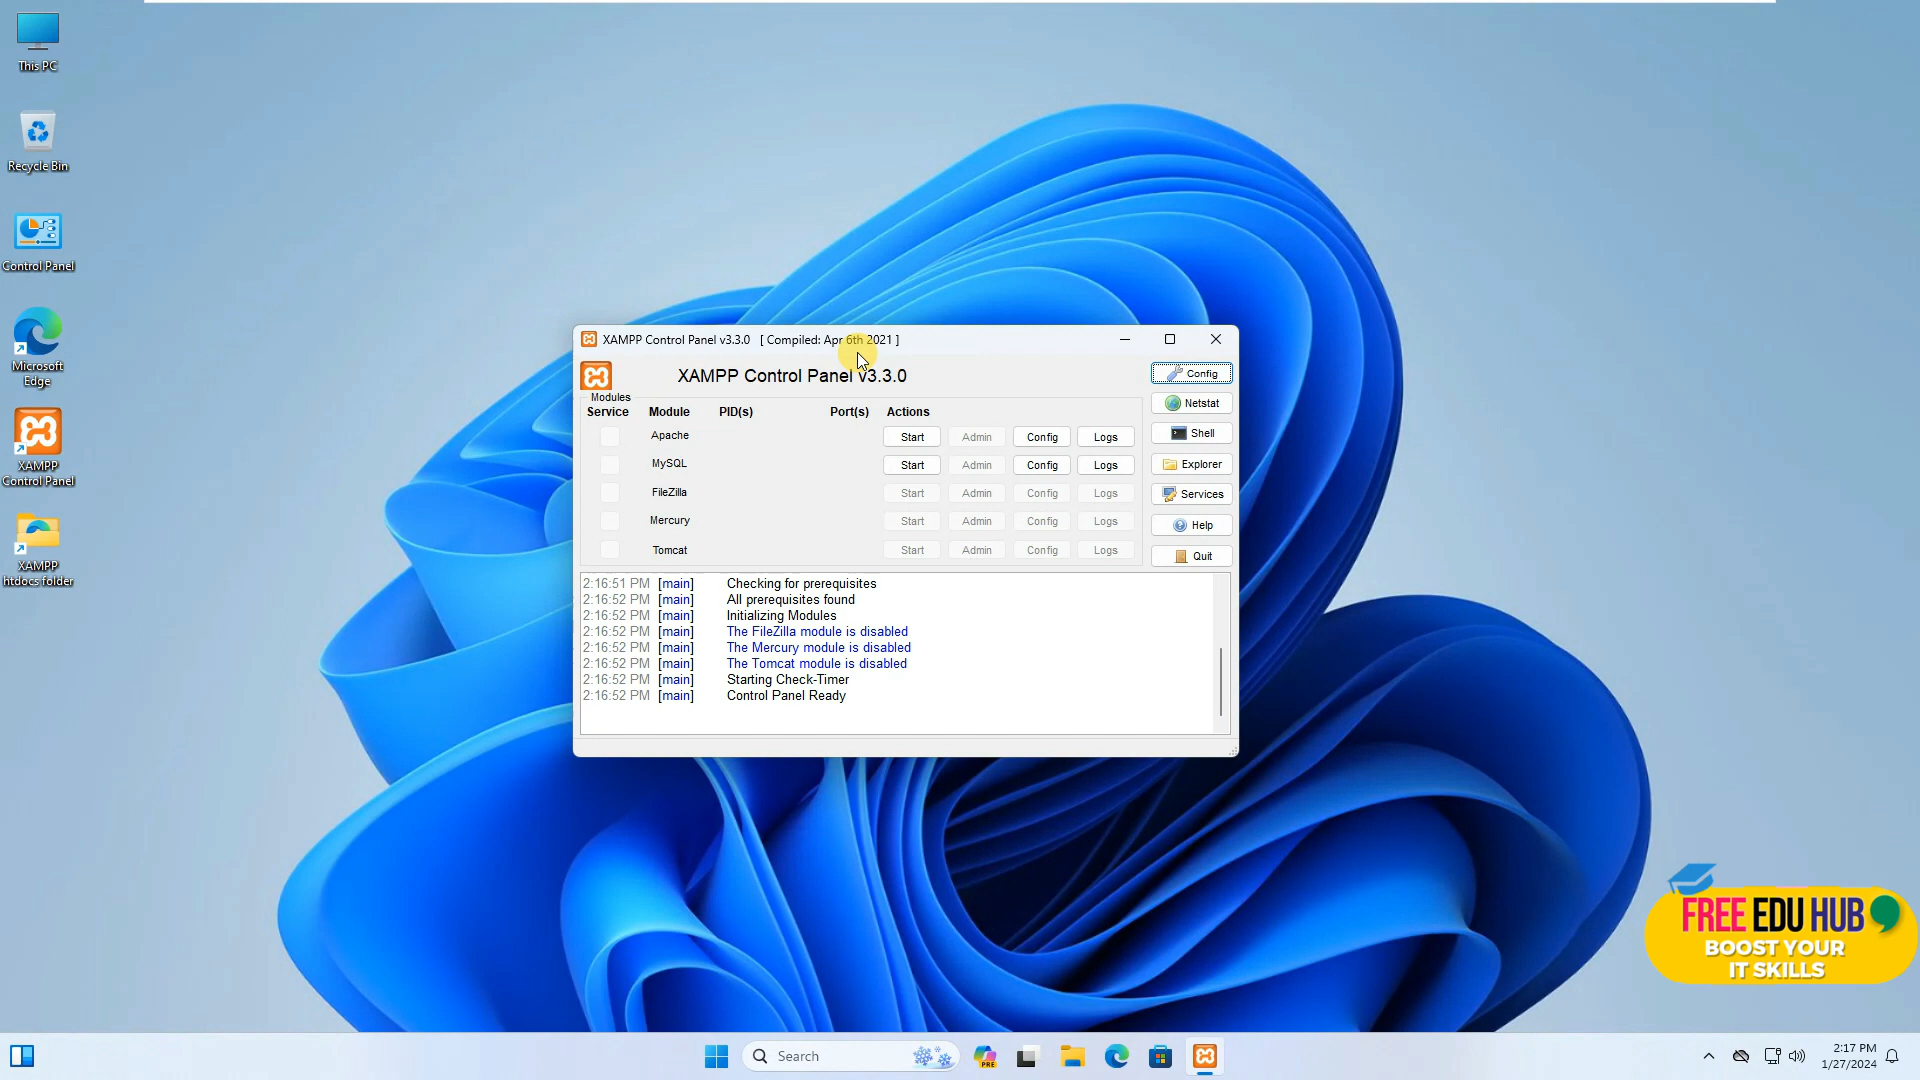 This PC
Recycle Bin
Control Panel
Microsoft
Edge
XAMPP
Control Panel
XAMPP
htdocs folder
XAMPP Control Panel v3.3.0 [ Compiled: Apr 6th 2021 ]
XAMPP Control Panel v3.3.0
Config
Modules
Service Module PID(s) Port(s) Actions
Netstat
Apache Start Admin Config Logs
Shell
MySQL Start Admin Config Logs
Explorer
FileZilla Start Admin Config Logs
Services
Mercury Start Admin Config Logs
Help
Tomcat Start Admin Config Logs
Quit
2:16:51 PM [main] Checking for prerequisites
2:16:52 PM [main] All prerequisites found
2:16:52 PM [main] Initializing Modules
2:16:52 PM [main] The FileZilla module is disabled
2:16:52 PM [main] The Mercury module is disabled
2:16:52 PM [main] The Tomcat module is disabled
2:16:52 PM [main] Starting Check-Timer
2:16:52 PM [main] Control Panel Ready
FREE EDU HUB
BOOST YOUR
IT SKILLS
Search
PRE
2:17 PM
1/27/2024